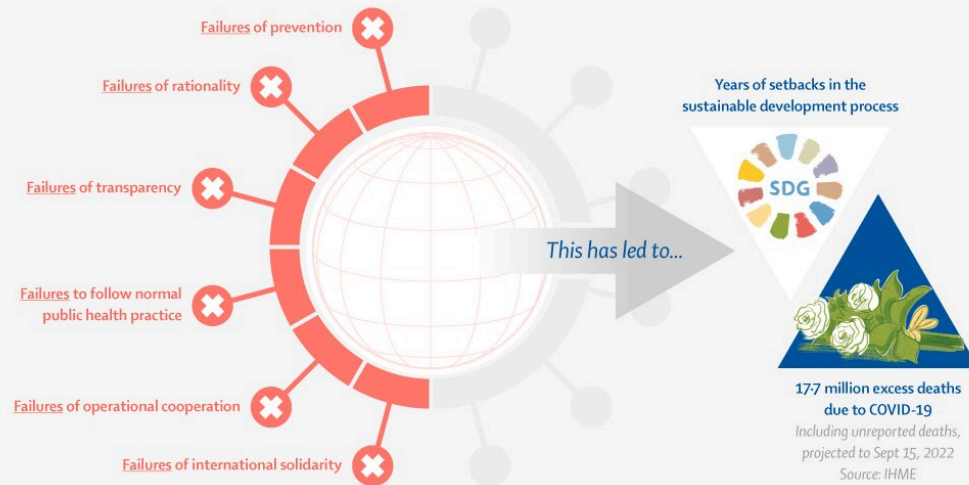 Failures of prevention
Failures of rationality
Failures of transparency
Failures to follow normal
public health practice
Failures of operational cooperation
Failures of international solidarity
This has led to...
Years of setbacks in the
sustainable development process
SDG
17·7 million excess deaths
due to COVID-19
Including unreported deaths,
projected to Sept 15, 2022
Source: IHME